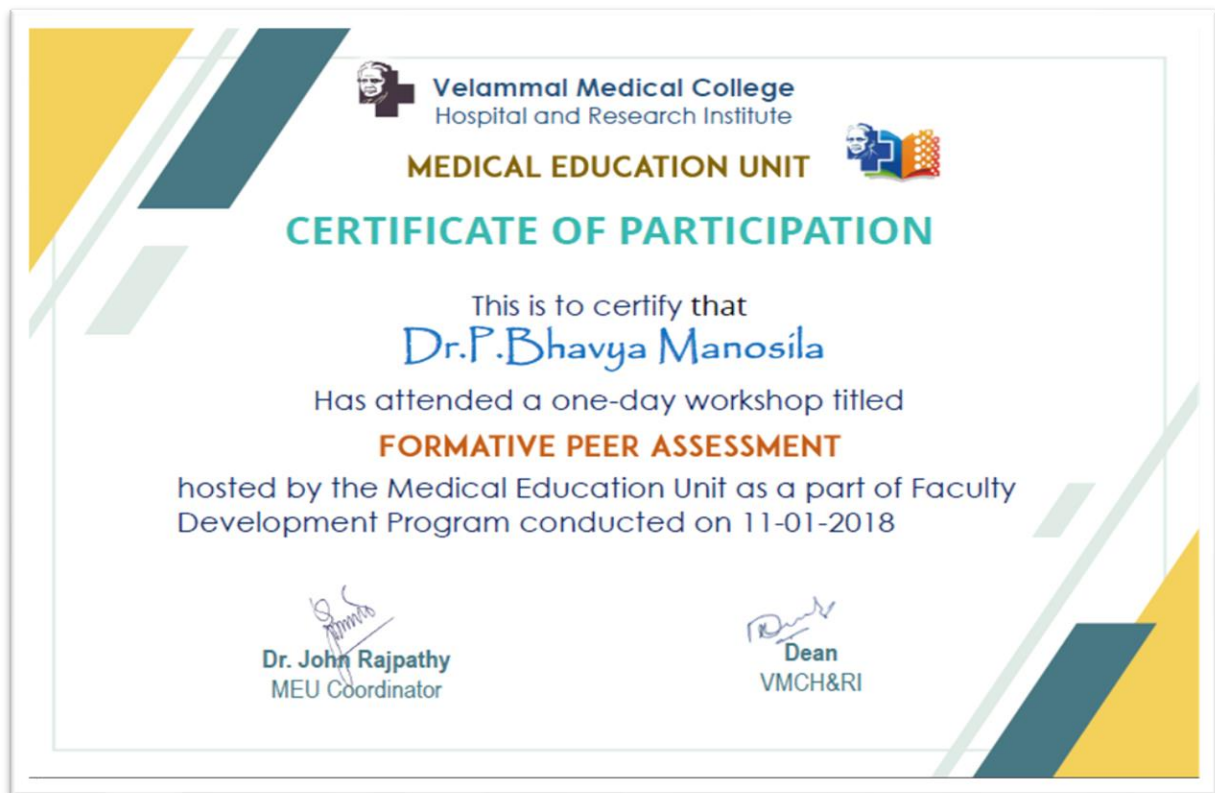 Velammal Medical College
Hospital and Research Institute
MEDICAL EDUCATION UNIT
CERTIFICATE OF PARTICIPATION
This is to certify that
Dr.P.Bhavya Manosila
Has attended a one-day workshop titled
FORMATIVE PEER ASSESSMENT
hosted by the Medical Education Unit as a part of Faculty
Development Program conducted on 11-01-2018
Dr. John Rajpathy
MEU Coordinator
Dean
VMCH&RI